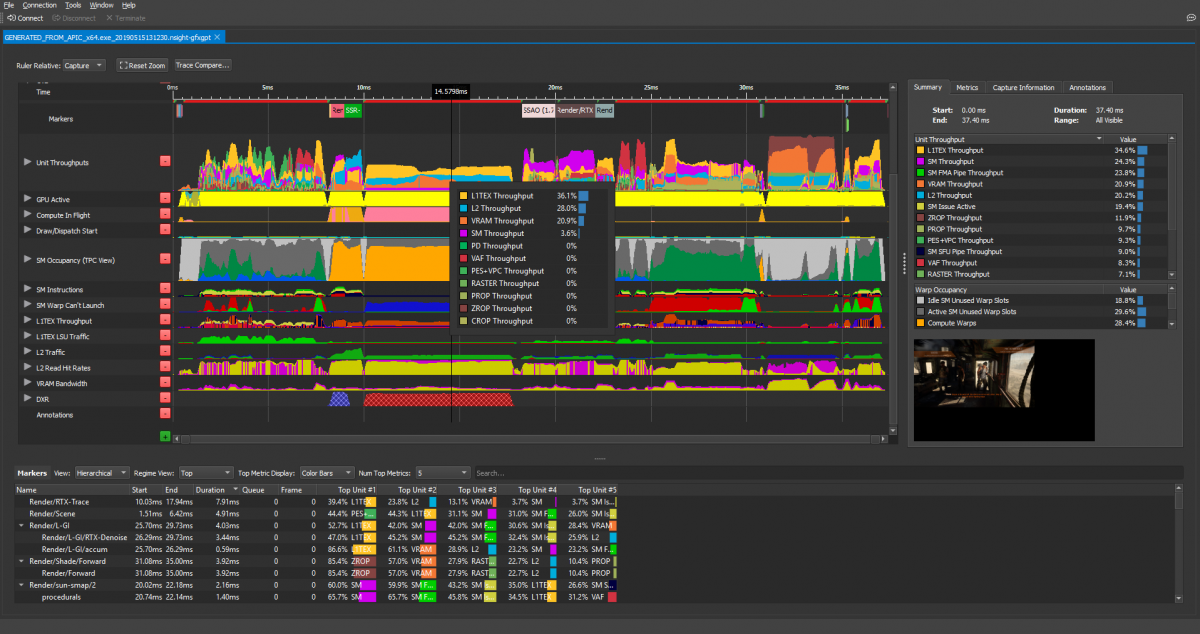 File Connection Tools Window Help
Connect Disconnect Terminate
GENERATED_FROM_APIC_x64.exe_20190515131230.nsight-gfxgpt
Ruler Relative: Capture Reset Zoom Trace Compare...
Time 0ms 5ms 10ms 14.5798ms 20ms 25ms 30ms 35ms
Markers Ren SSR- SSAO (1.7 Render/RTX Rend
Unit Throughputs
GPU Active
Compute In Flight
Draw/Dispatch Start
SM Occupancy (TPC View)
SM Instructions
SM Warp Can't Launch
L1TEX Throughput
L1TEX LSU Traffic
L2 Traffic
L2 Read Hit Rates
VRAM Bandwidth
DXR
Annotations
L1TEX Throughput 36.1%
L2 Throughput 28.0%
VRAM Throughput 20.9%
SM Throughput 3.6%
PD Throughput 0%
VAF Throughput 0%
PES+VPC Throughput 0%
RASTER Throughput 0%
PROP Throughput 0%
ZROP Throughput 0%
CROP Throughput 0%
Summary Metrics Capture Information Annotations
Start: 0.00 ms Duration: 37.40 ms
End: 37.40 ms Range: All Visible
Unit Throughput Value
L1TEX Throughput 34.6%
SM Throughput 24.3%
SM FMA Pipe Throughput 23.8%
VRAM Throughput 20.9%
L2 Throughput 20.2%
SM Issue Active 19.4%
ZROP Throughput 11.9%
PROP Throughput 9.7%
PES+VPC Throughput 9.3%
SM SFU Pipe Throughput 9.0%
VAF Throughput 8.3%
RASTER Throughput 7.1%
Warp Occupancy Value
Idle SM Unused Warp Slots 18.8%
Active SM Unused Warp Slots 29.6%
Compute Warps 28.4%
Markers View: Hierarchical Regime View: Top Top Metric Display: Color Bars Num Top Metrics: 5 Search...
Name Start End Duration Queue Frame Top Unit #1 Top Unit #2 Top Unit #3 Top Unit #4 Top Unit #5
Render/RTX-Trace 10.03ms 17.94ms 7.91ms 0 0 39.4% L1TEX 23.8% L2 13.1% VRAM 3.7% SM 3.7% SM Is...
Render/Scene 1.51ms 6.42ms 4.91ms 0 0 44.4% PES+... 44.3% L1TEX 31.1% SM 31.0% SM F... 26.0% SM Is...
Render/L-GI 25.70ms 29.73ms 4.03ms 0 0 52.7% L1TEX 42.0% SM 42.0% SM F... 30.6% SM Is... 28.4% VRAM
Render/L-GI/RTX-Denoise 26.29ms 29.73ms 3.44ms 0 0 47.0% L1TEX 45.2% SM 45.2% SM F... 32.4% SM Is... 25.9% L2
Render/L-GI/accum 25.70ms 26.29ms 0.59ms 0 0 86.6% L1TEX 61.1% VRAM 28.9% L2 23.2% SM 23.2% SM F...
Render/Shade/Forward 31.08ms 35.00ms 3.92ms 0 0 85.4% ZROP 57.0% VRAM 27.9% RAST... 22.7% L2 10.4% PROP
Render/Forward 31.08ms 35.00ms 3.92ms 0 0 85.4% ZROP 57.0% VRAM 27.9% RAST... 22.7% L2 10.4% PROP
Render/sun-smap/2 20.02ms 22.18ms 2.16ms 0 0 60.0% SM 59.9% SM F... 43.2% SM Is... 35.0% L1TEX 26.6% SM S...
procedurals 20.74ms 22.14ms 1.40ms 0 0 65.7% SM 65.7% SM F... 45.8% SM Is... 34.5% L1TEX 31.2% VAF